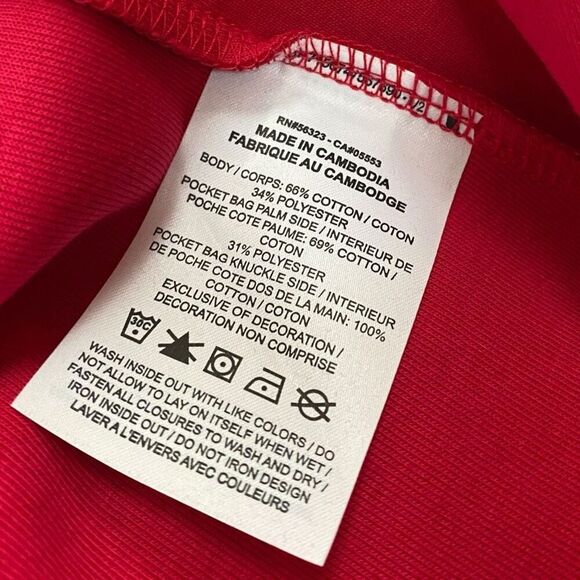 RN#56323 - CA#05553
MADE IN CAMBODIA
FABRIQUE AU CAMBODGE
BODY / CORPS: 66% COTTON / COTON
34% POLYESTER
POCKET BAG PALM SIDE / INTERIEUR DE
POCHE COTE PAUME: 69% COTTON /
COTON
31% POLYESTER
POCKET BAG KNUCKLE SIDE / INTERIEUR
DE POCHE COTE DOS DE LA MAIN: 100%
COTTON / COTON
EXCLUSIVE OF DECORATION /
DECORATION NON COMPRISE
30C
WASH INSIDE OUT WITH LIKE COLORS / DO
NOT ALLOW TO LAY ON ITSELF WHEN WET /
FASTEN ALL CLOSURES TO WASH AND DRY /
IRON INSIDE OUT / DO NOT IRON DESIGN
LAVER A L'ENVERS AVEC COULEURS